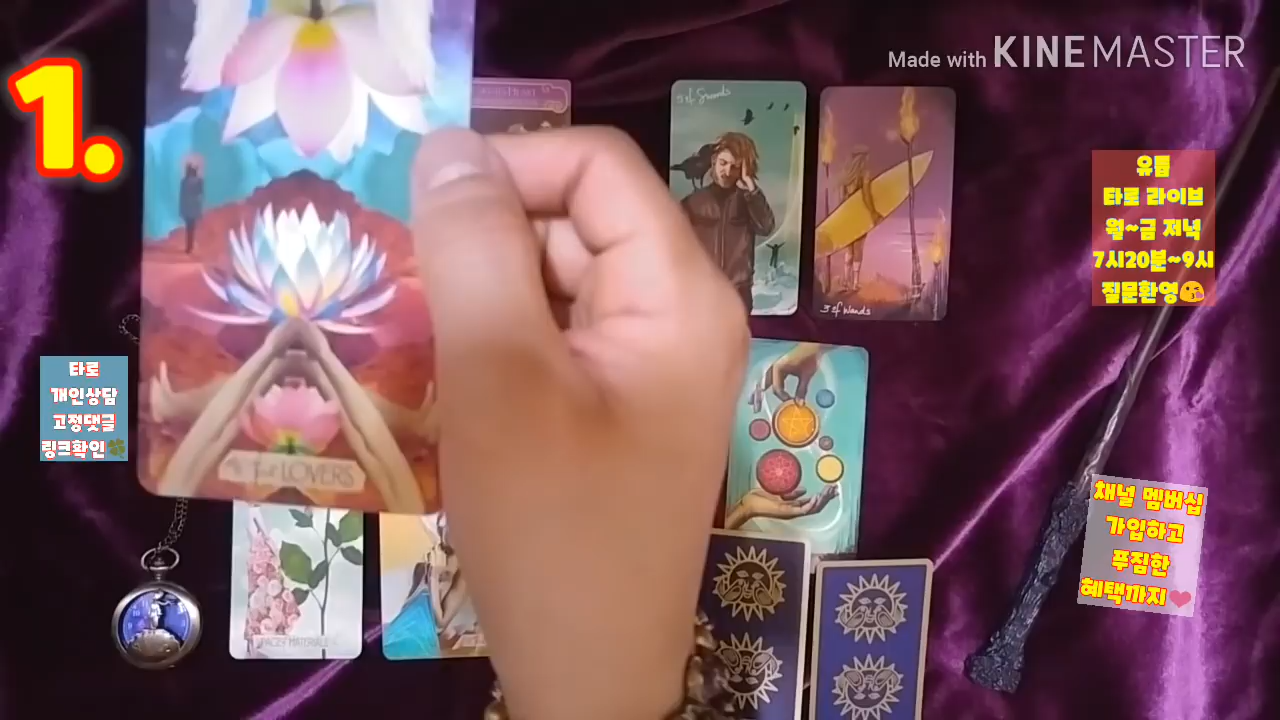 Made with KINEMASTER
1.
유튭
타로 라이브
월~금 저녁
7시20분~9시
질문환영😘
3 of Wands
타로
개인상담
고정댓글
링크확인🍀
The LOVERS
채널 멤버십
가입하고
푸짐한
혜택까지❤